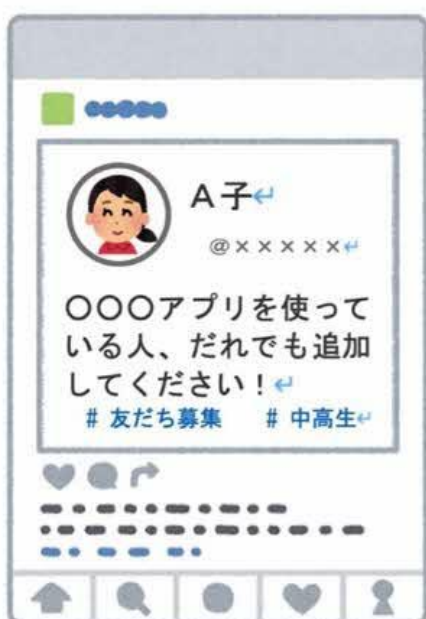 A子↵
@×××××↵
〇〇〇アプリを使って
いる人、だれでも追加
してください！↵
# 友だち募集 # 中高生↵